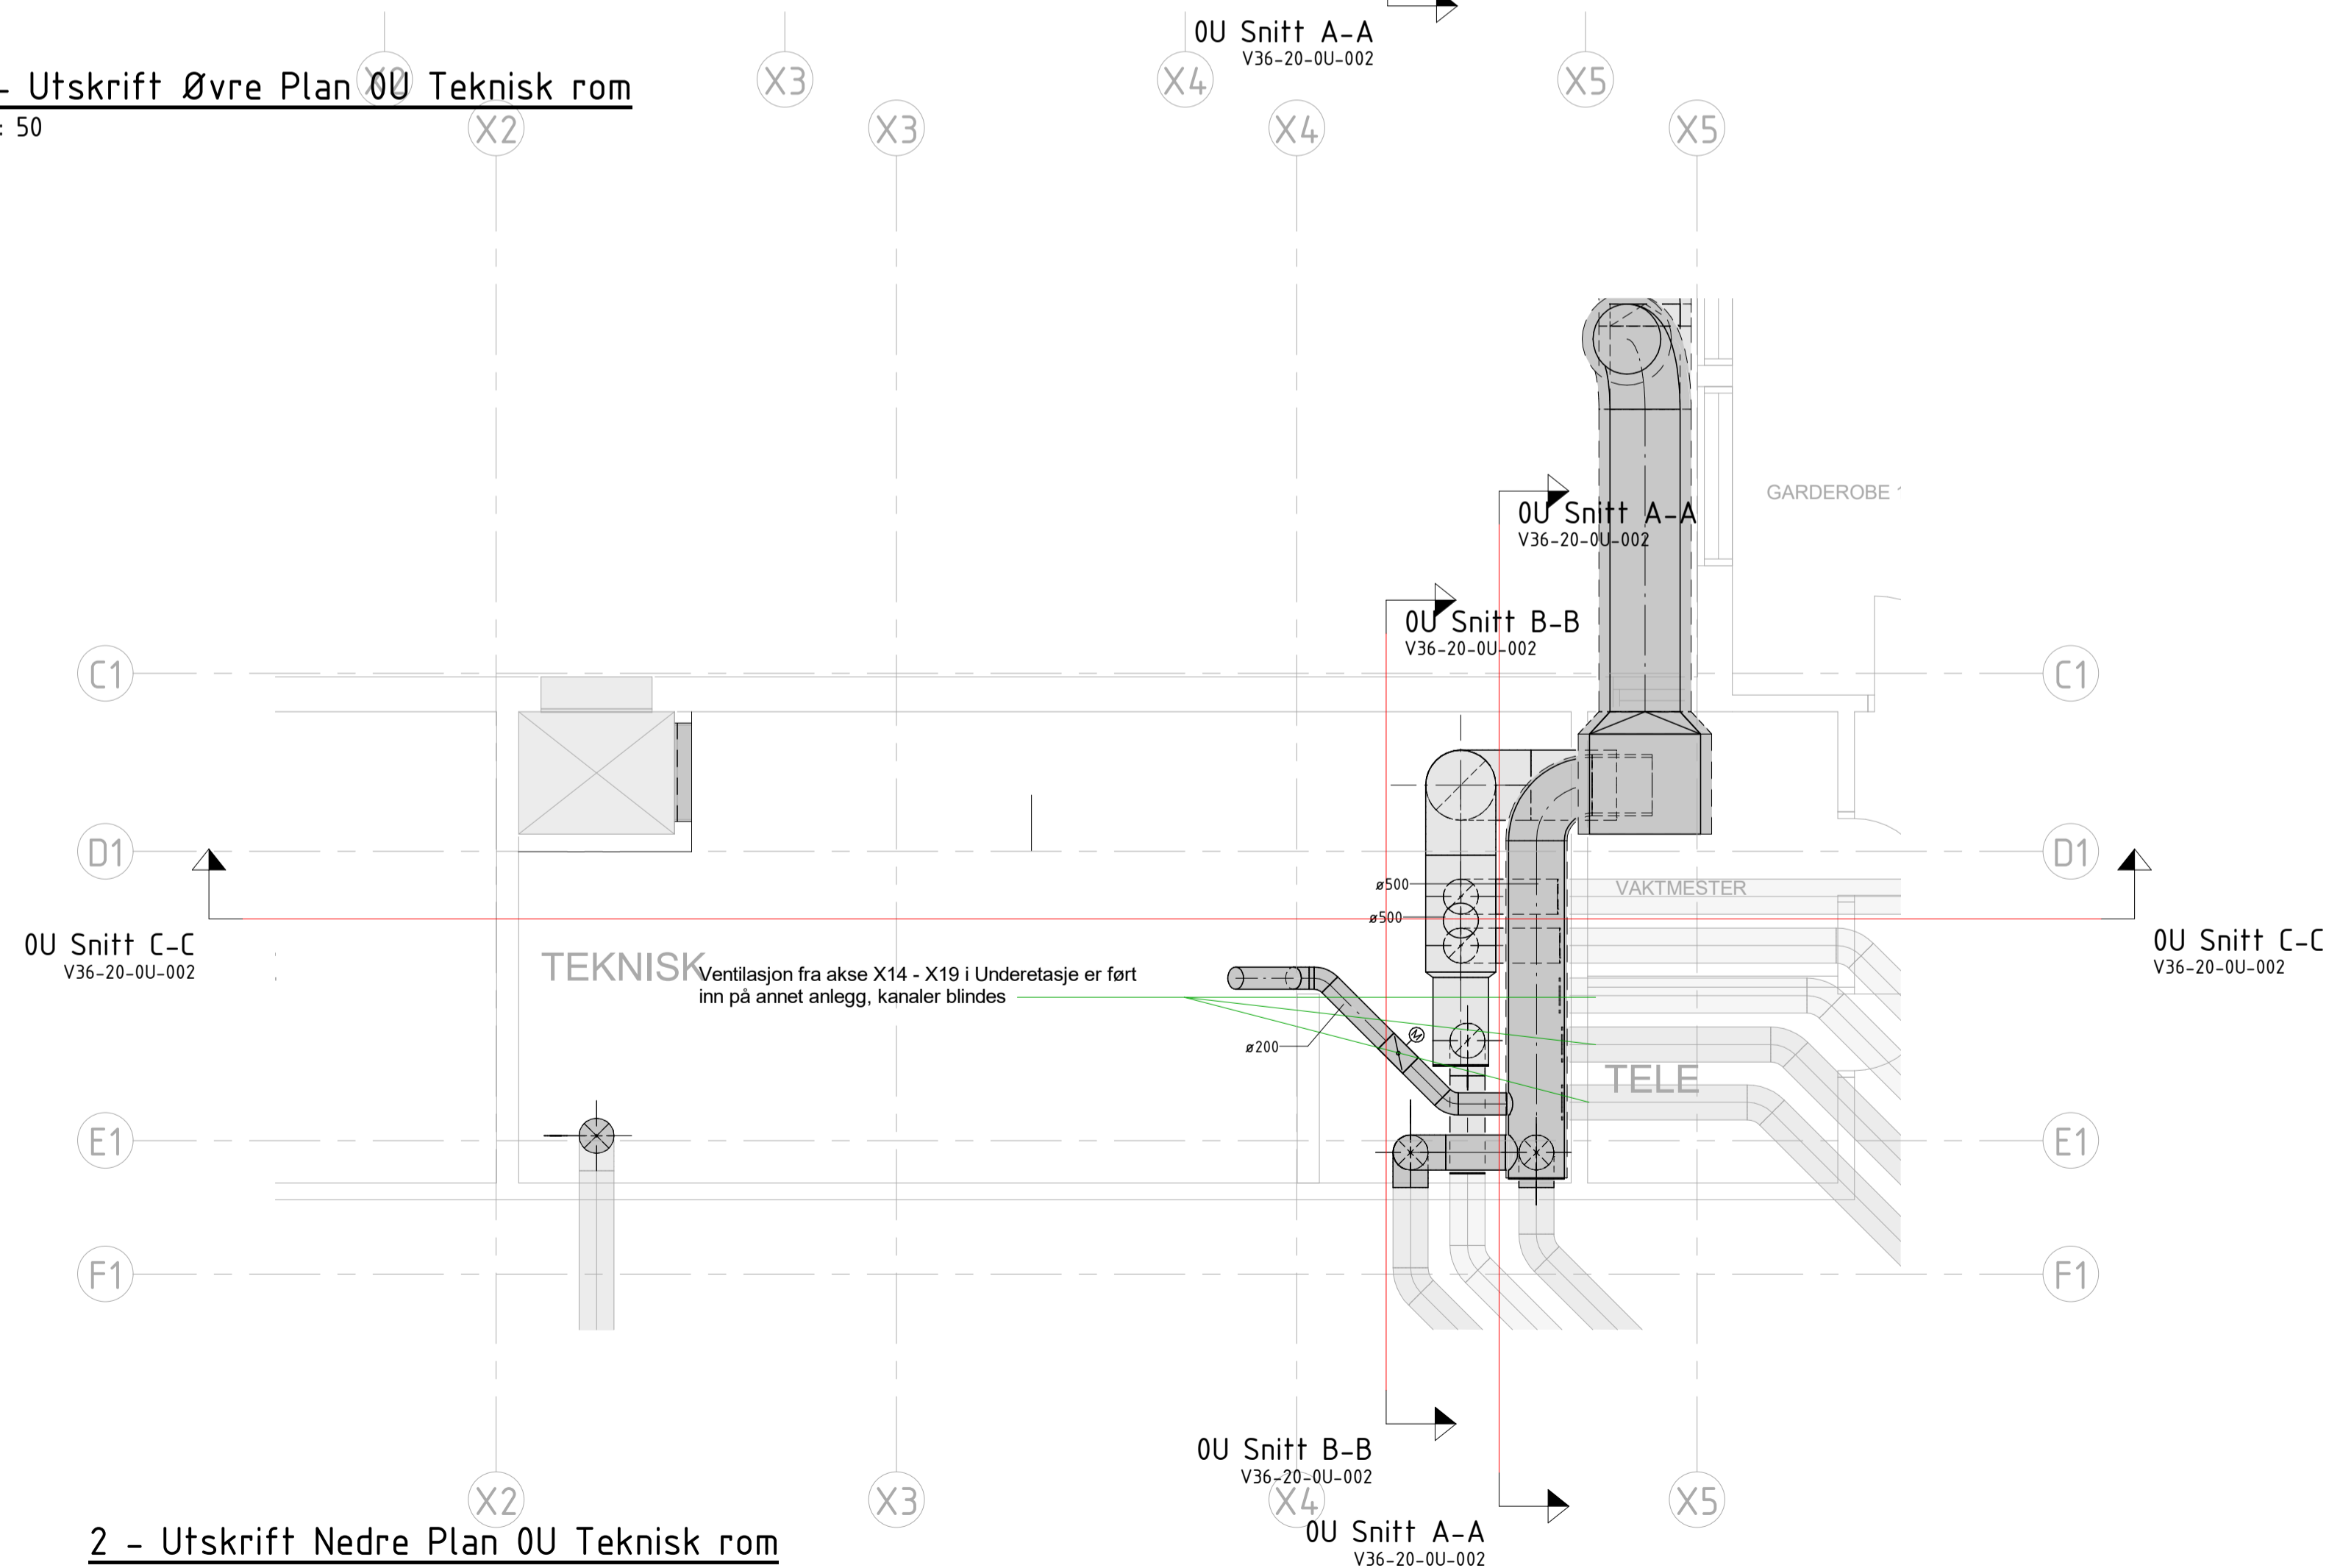 0U Snitt A-A
V36-20-0U-002
X2
X3
X4
X5
- Utskrift Øvre Plan 0U Teknisk rom
: 50
X2
X3
X4
X5
GARDEROBE
0U Snitt A-A
V36-20-0U-002
0U Snitt B-B
V36-20-0U-002
C1
C1
D1
D1
ø500
VAKTMESTER
ø500
0U Snitt C-C
V36-20-0U-002
0U Snitt C-C
V36-20-0U-002
TEKNISK
Ventilasjon fra akse X14 - X19 i Underetasje er ført
inn på annet anlegg, kanaler blindes
M
ø200
TELE
E1
E1
F1
F1
0U Snitt B-B
V36-20-0U-002
X2
X3
X4
X5
0U Snitt A-A
V36-20-0U-002
2 - Utskrift Nedre Plan 0U Teknisk rom